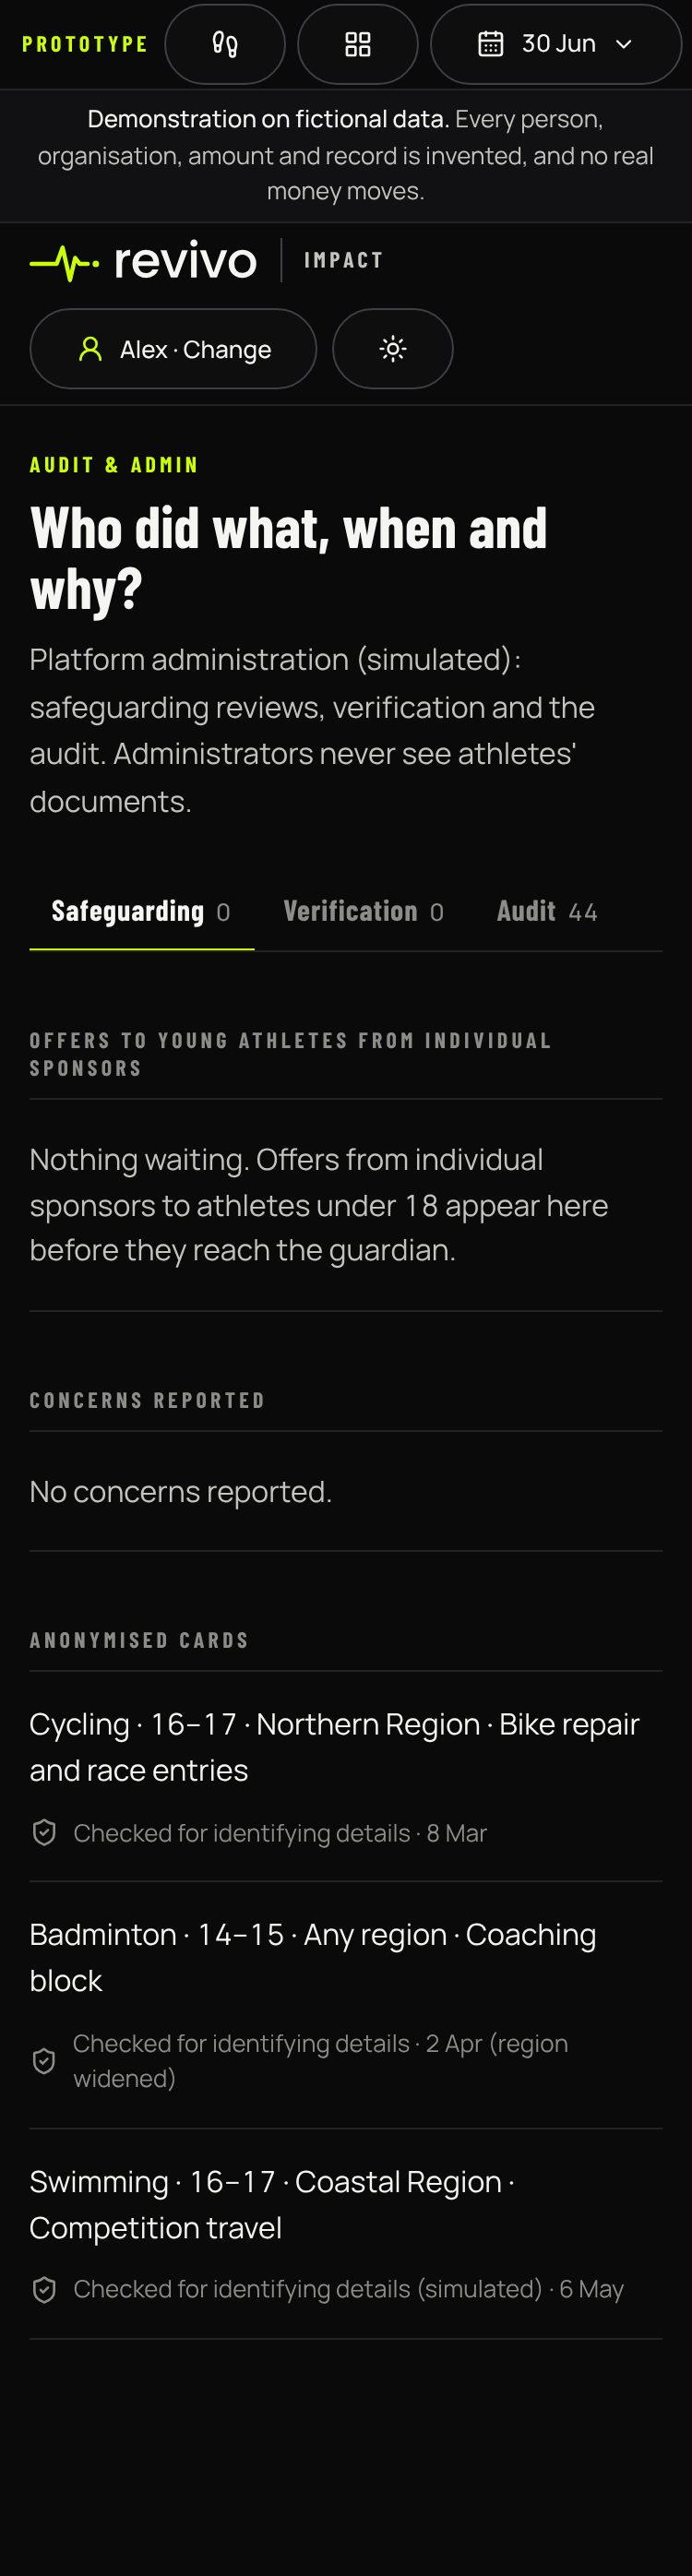 PROTOTYPE
30 Jun
Demonstration on fictional data. Every person,
organisation, amount and record is invented, and no real
money moves.
revivo
IMPACT
Alex · Change
AUDIT & ADMIN
Who did what, when and
why?
Platform administration (simulated):
safeguarding reviews, verification and the
audit. Administrators never see athletes'
documents.
Safeguarding 0
Verification 0
Audit 44
OFFERS TO YOUNG ATHLETES FROM INDIVIDUAL
SPONSORS
Nothing waiting. Offers from individual
sponsors to athletes under 18 appear here
before they reach the guardian.
CONCERNS REPORTED
No concerns reported.
ANONYMISED CARDS
Cycling · 16–17 · Northern Region · Bike repair
and race entries
Checked for identifying details · 8 Mar
Badminton · 14–15 · Any region · Coaching
block
Checked for identifying details · 2 Apr (region
widened)
Swimming · 16–17 · Coastal Region ·
Competition travel
Checked for identifying details (simulated) · 6 May